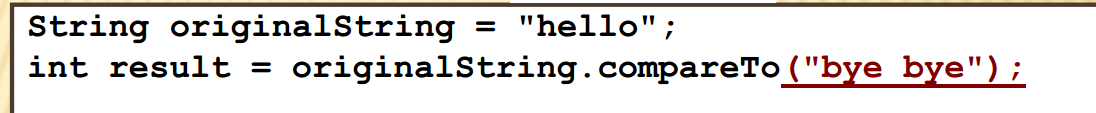 String originalString = "hello";
int result = originalString.compareTo("bye bye");